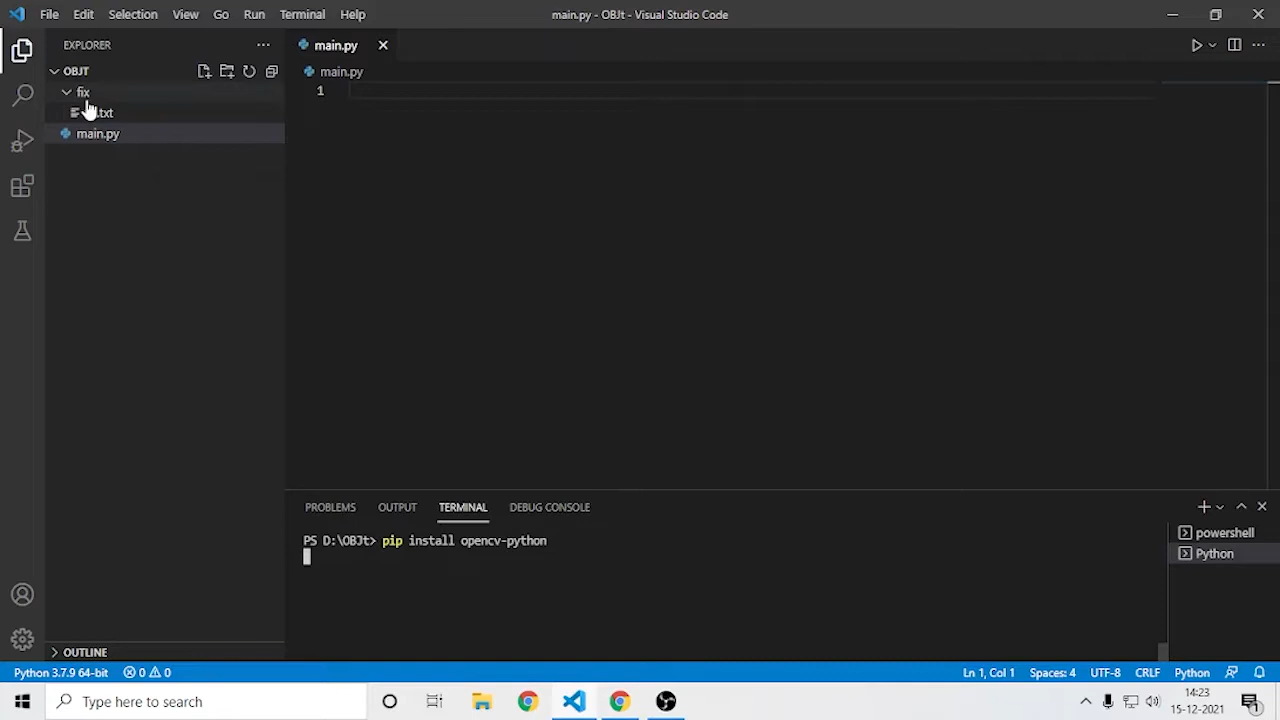 File Edit Selection View Go Run Terminal Help
main.py - OBJt - Visual Studio Code
EXPLORER
main.py
OBJT
main.py
fix
.txt
main.py
1
PROBLEMS OUTPUT TERMINAL DEBUG CONSOLE
PS D:\OBJt> pip install opencv-python
powershell
Python
OUTLINE
Python 3.7.9 64-bit 0 0
Ln 1, Col 1 Spaces: 4 UTF-8 CRLF Python
Type here to search
14:23
15-12-2021
1